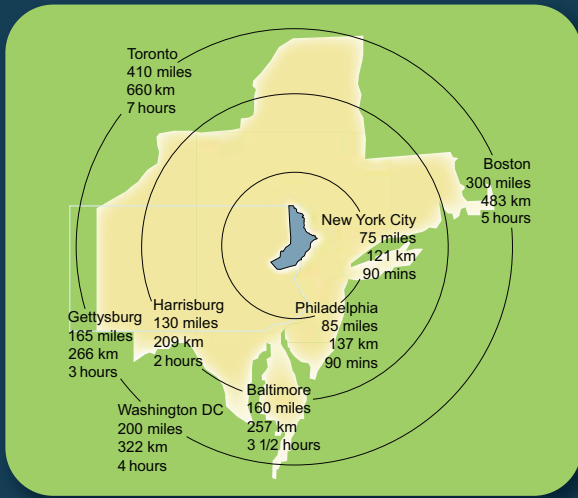 Toronto
410 miles
660 km
7 hours
Boston
300 miles
483 km
5 hours
New York City
75 miles
121 km
90 mins
Philadelphia
85 miles
137 km
90 mins
Harrisburg
130 miles
209 km
2 hours
Gettysburg
165 miles
266 km
3 hours
Baltimore
160 miles
257 km
3 1/2 hours
Washington DC
200 miles
322 km
4 hours